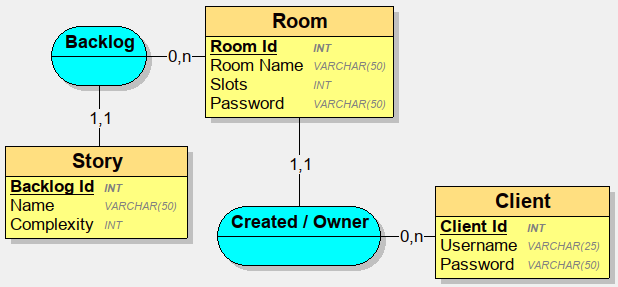 Backlog
0,n
Room
Room Id INT
Room Name VARCHAR(50)
Slots INT
Password VARCHAR(50)
1,1
1,1
Story
Backlog Id INT
Name VARCHAR(50)
Complexity INT
Created / Owner
0,n
Client
Client Id INT
Username VARCHAR(25)
Password VARCHAR(50)